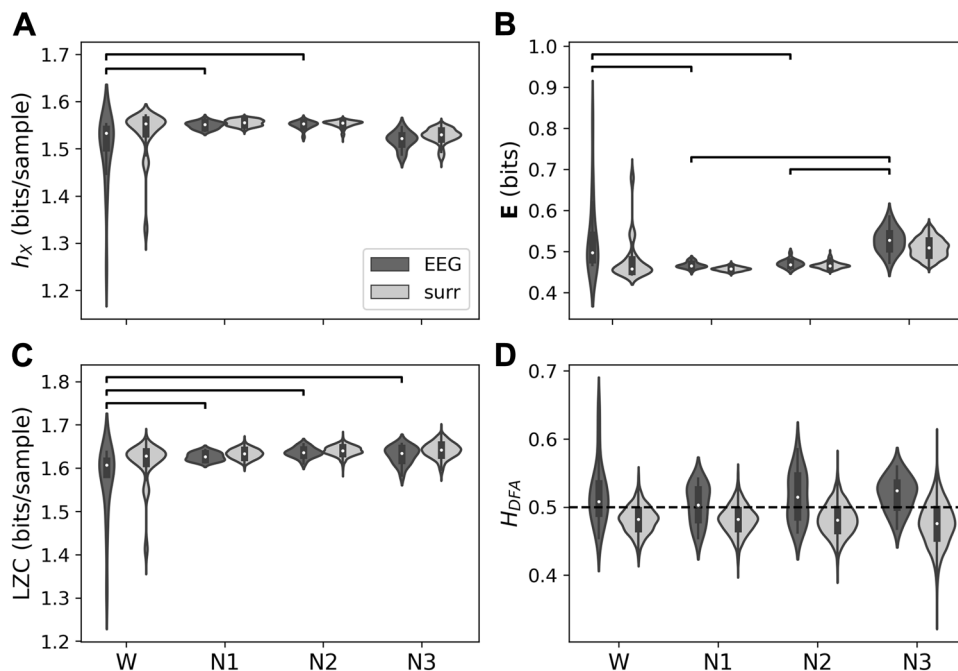 A
1.7
1.6
1.5
1.4
1.3
1.2
hX (bits/sample)
EEG
surr
B
1.0
0.9
0.8
0.7
0.6
0.5
0.4
E (bits)
C
1.8
1.7
1.6
1.5
1.4
1.3
1.2
LZC (bits/sample)
W N1 N2 N3
D
0.7
0.6
0.5
0.4
HDFA
W N1 N2 N3